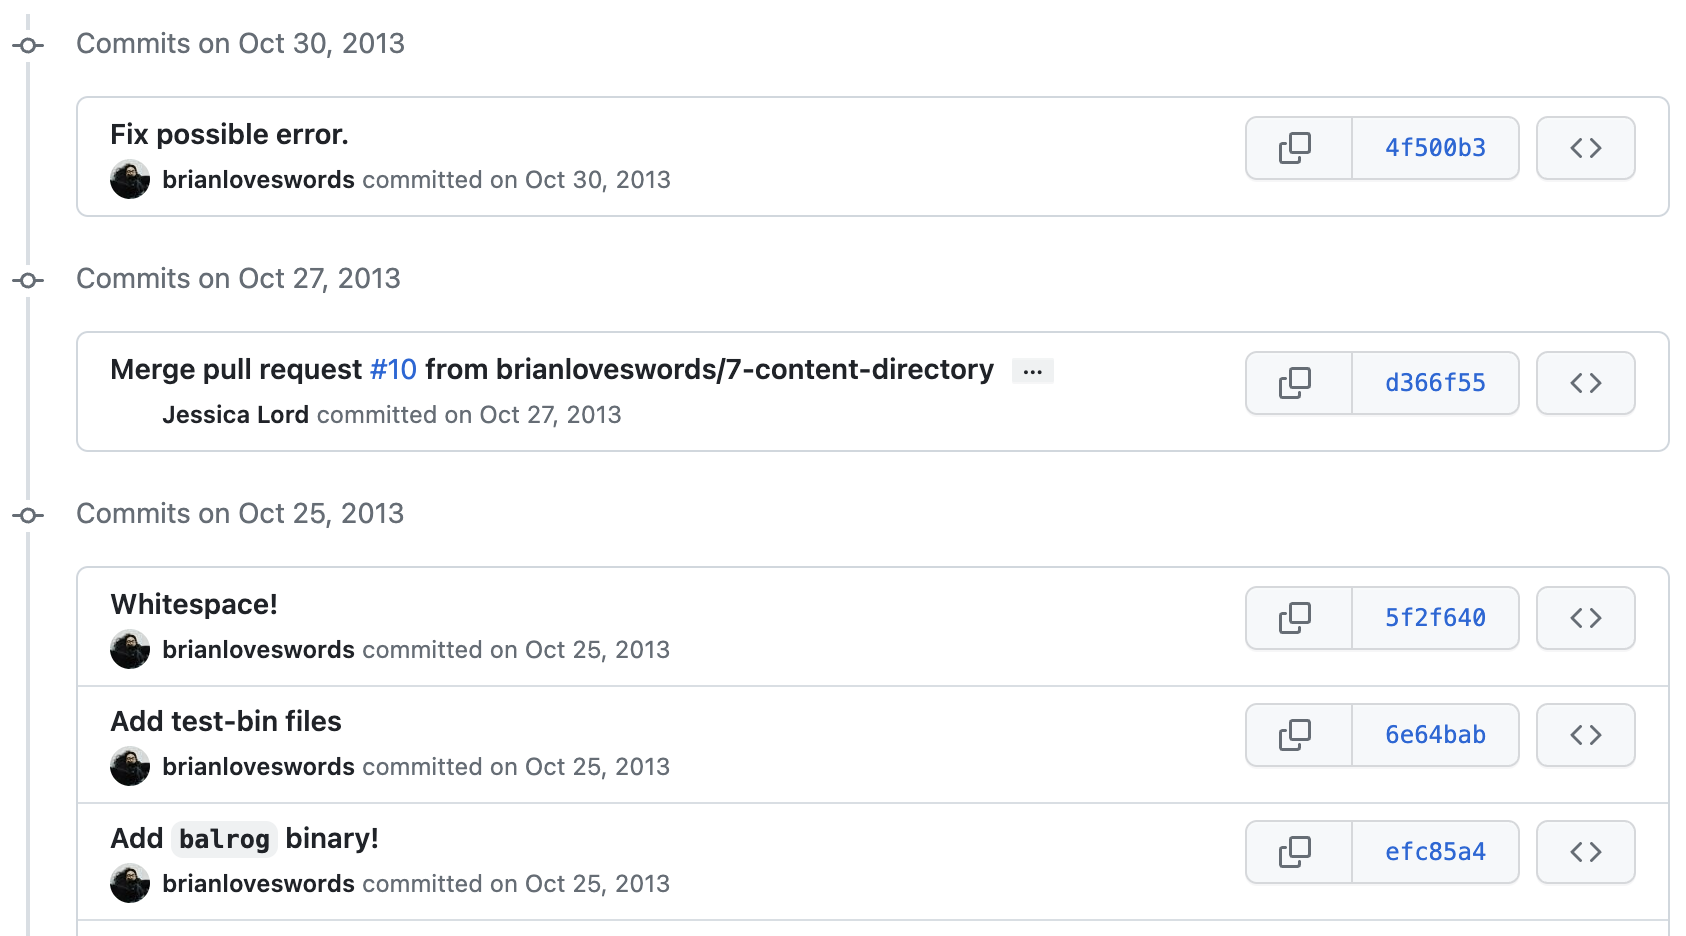 Commits on Oct 30, 2013
Fix possible error.
4f500b3
brianloveswords committed on Oct 30, 2013
Commits on Oct 27, 2013
Merge pull request #10 from brianloveswords/7-content-directory ...
d366f55
Jessica Lord committed on Oct 27, 2013
Commits on Oct 25, 2013
Whitespace!
5f2f640
brianloveswords committed on Oct 25, 2013
Add test-bin files
6e64bab
brianloveswords committed on Oct 25, 2013
Add balrog binary!
efc85a4
brianloveswords committed on Oct 25, 2013